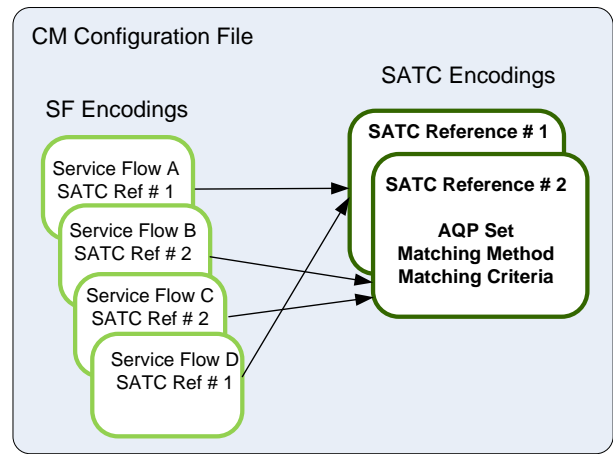 CM Configuration File
SATC Encodings
SF Encodings
Service Flow A
SATC Ref # 1
Service Flow B
SATC Ref # 2
Service Flow C
SATC Ref # 2
Service Flow D
SATC Ref # 1
SATC Reference # 1
SATC Reference # 2
AQP Set
Matching Method
Matching Criteria